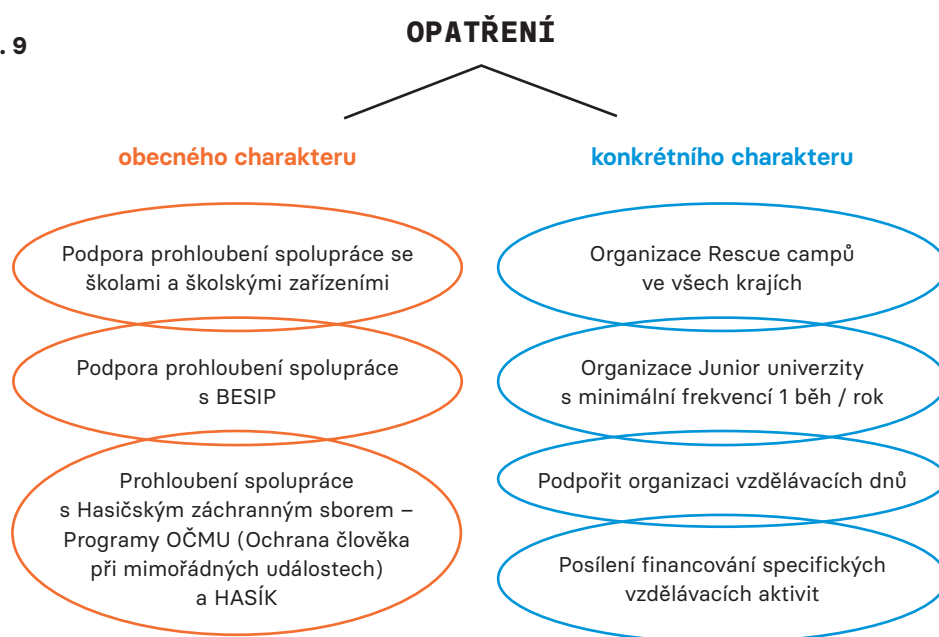 . 9
OPATŘENÍ
obecného charakteru
Podpora prohloubení spolupráce se
školami a školskými zařízeními
Podpora prohloubení spolupráce
s BESIP
Prohloubení spolupráce
s Hasičským záchranným sborem –
Programy OČMU (Ochrana člověka
při mimořádných událostech)
a HASÍK
konkrétního charakteru
Organizace Rescue campů
ve všech krajích
Organizace Junior univerzity
s minimální frekvencí 1 běh / rok
Podpořit organizaci vzdělávacích dnů
Posílení financování specifických
vzdělávacích aktivit